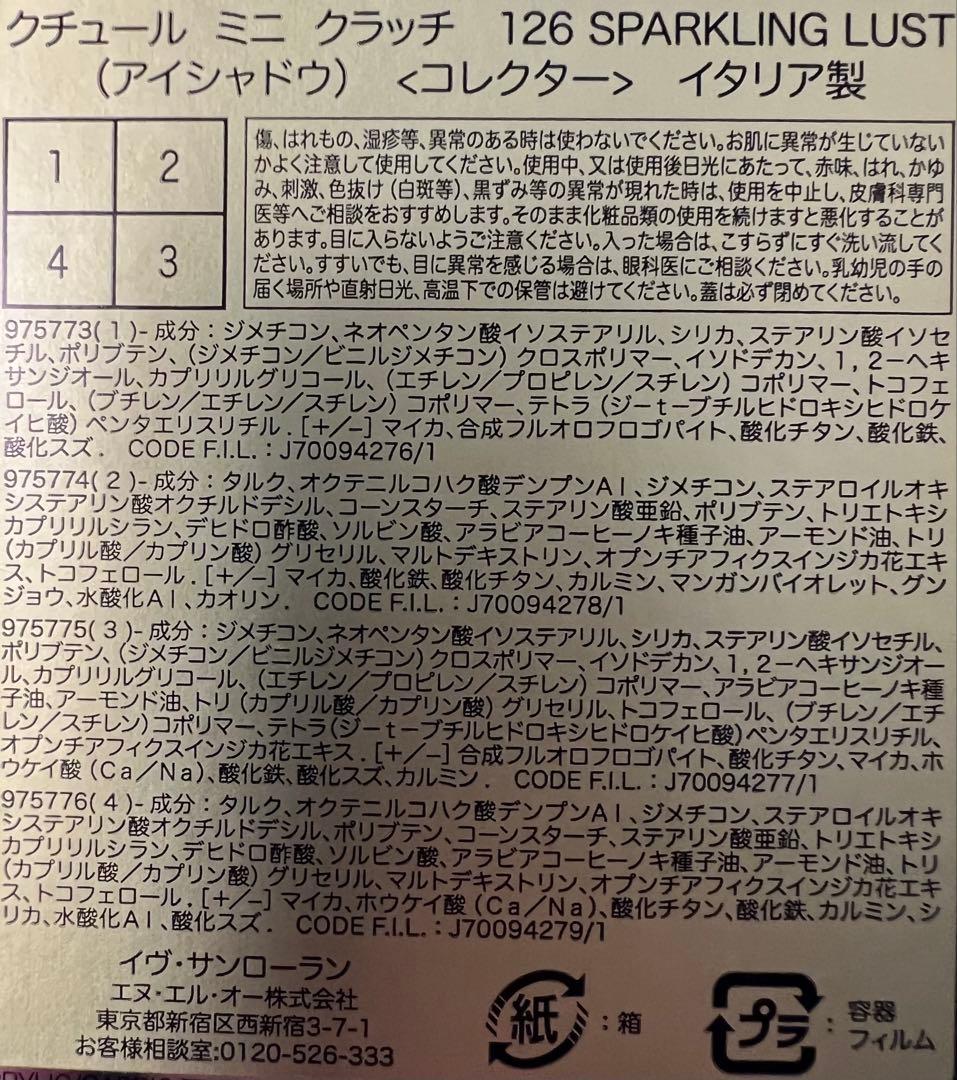 クチュール ミニ クラッチ 126 SPARKLING LUST
(アイシャドウ) <コレクター> イタリア製
1 2
4 3
傷、はれもの、湿疹等、異常のある時は使わないでください。お肌に異常が生じていない
かよく注意して使用してください。使用中、又は使用後日光にあたって、赤味、はれ、かゆ
み、刺激、色抜け(白斑等)、黒ずみ等の異常が現れた時は、使用を中止し、皮膚科専門
医等へご相談をおすすめします。そのまま化粧品類の使用を続けますと悪化することが
あります。目に入らないようご注意ください。入った場合は、こすらずにすぐ洗い流してく
ださい。すすいでも、目に異常を感じる場合は、眼科医にご相談ください。乳幼児の手の
届く場所や直射日光、高温下での保管は避けてください。蓋は必ず閉めてください。
975773(1)-成分:ジメチコン、ネオペンタン酸イソステアリル、シリカ、ステアリン酸イソセ
チル、ポリブテン、(ジメチコン/ビニルジメチコン)クロスポリマー、イソドデカン、1,2-ヘキ
サンジオール、カプリリルグリコール、(エチレン/プロピレン/スチレン)コポリマー、トコフェ
ロール、(ブチレン/エチレン/スチレン)コポリマー、テトラ(ジ-t-ブチルヒドロキシヒドロケ
イヒ酸)ペンタエリスリチル.[+/-]マイカ、合成フルオロフロゴパイト、酸化チタン、酸化鉄、
酸化スズ. CODE F.I.L.:J70094276/1
975774(2)-成分:タルク、オクテニルコハク酸デンプンAl、ジメチコン、ステアロイルオキ
システアリン酸オクチルドデシル、コーンスターチ、ステアリン酸亜鉛、ポリブテン、トリエトキシ
カプリリルシラン、デヒドロ酢酸、ソルビン酸、アラビアコーヒーノキ種子油、アーモンド油、トリ
(カプリル酸/カプリン酸)グリセリル、マルトデキストリン、オプンチアフィクスインジカ花エキ
ス、トコフェロール.[+/-]マイカ、酸化鉄、酸化チタン、カルミン、マンガンバイオレット、グン
ジョウ、水酸化Al、カオリン. CODE F.I.L.:J70094278/1
975775(3)-成分:ジメチコン、ネオペンタン酸イソステアリル、シリカ、ステアリン酸イソセチル、
ポリブテン、(ジメチコン/ビニルジメチコン)クロスポリマー、イソドデカン、1,2-ヘキサンジオー
ル、カプリリルグリコール、(エチレン/プロピレン/スチレン)コポリマー、アラビアコーヒーノキ種
子油、アーモンド油、トリ(カプリル酸/カプリン酸)グリセリル、トコフェロール、(ブチレン/エチ
レン/スチレン)コポリマー、テトラ(ジ-t-ブチルヒドロキシヒドロケイヒ酸)ペンタエリスリチル、
オプンチアフィクスインジカ花エキス.[+/-]合成フルオロフロゴパイト、酸化チタン、マイカ、ホ
ウケイ酸(Ca/Na)、酸化鉄、酸化スズ、カルミン. CODE F.I.L.:J70094277/1
975776(4)-成分:タルク、オクテニルコハク酸デンプンAl、ジメチコン、ステアロイルオキ
システアリン酸オクチルドデシル、ポリブテン、コーンスターチ、ステアリン酸亜鉛、トリエトキシ
カプリリルシラン、デヒドロ酢酸、ソルビン酸、アラビアコーヒーノキ種子油、アーモンド油、トリ
(カプリル酸/カプリン酸)グリセリル、マルトデキストリン、オプンチアフィクスインジカ花エキ
ス、トコフェロール.[+/-]マイカ、ホウケイ酸(Ca/Na)、酸化チタン、酸化鉄、カルミン、シ
リカ、水酸化Al、酸化スズ. CODE F.I.L.:J70094279/1
イヴ・サンローラン
エヌ・エル・オー株式会社
東京都新宿区西新宿3-7-1
お客様相談室:0120-526-333
紙:箱
プラ:容器
フィルム